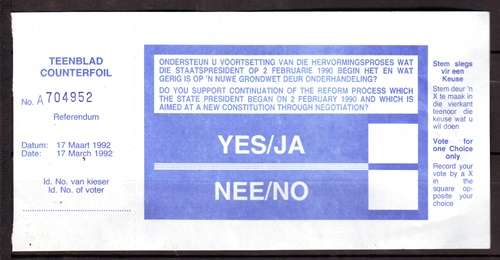 TEENBLAD
COUNTERFOIL
No. A 704952
Referendum
Datum: 17 Maart 1992
Date: 17 March 1992
Id. No. van kieser
Id. No. of voter
ONDERSTEUN U VOORTSETTING VAN DIE HERVORMINGSPROSES WAT
DIE STAATSPRESIDENT OP 2 FEBRUARIE 1990 BEGIN HET EN WAT
GERIG IS OP 'N NUWE GRONDWET DEUR ONDERHANDELING?
DO YOU SUPPORT CONTINUATION OF THE REFORM PROCESS WHICH
THE STATE PRESIDENT BEGAN ON 2 FEBRUARY 1990 AND WHICH IS
AIMED AT A NEW CONSTITUTION THROUGH NEGOTIATION?
YES/JA
NEE/NO
Stem slegs
vir een
Keuse
Stem deur 'n
X te maak in
die vierkant
teenoor die
keuse wat u
wil doen
Vote for
one Choice
only
Record your
vote by a X
in the
square op-
posite your
choice